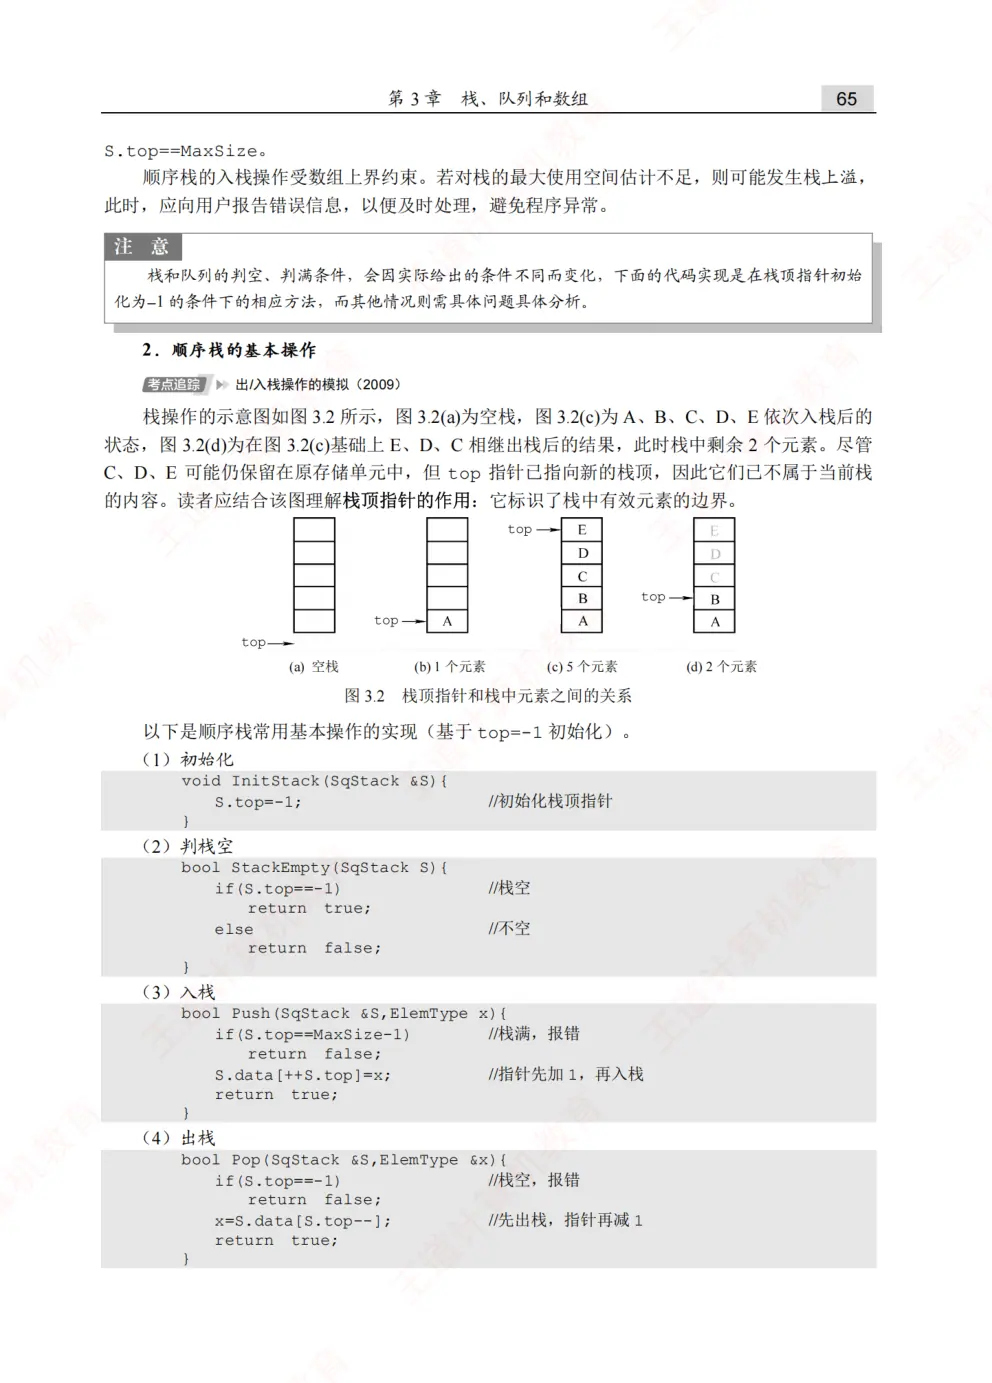 第 3 章 栈、队列和数组 65
S.top==MaxSize。
顺序栈的入栈操作受数组上界约束。若对栈的最大使用空间估计不足，则可能发生栈上溢，
此时，应向用户报告错误信息，以便及时处理，避免程序异常。
注 意
栈和队列的判空、判满条件，会因实际给出的条件不同而变化，下面的代码实现是在栈顶指针初始
化为–1 的条件下的相应方法，而其他情况则需具体问题具体分析。
2．顺序栈的基本操作
考点追踪 出/入栈操作的模拟（2009）
栈操作的示意图如图 3.2 所示，图 3.2(a)为空栈，图 3.2(c)为 A、B、C、D、E 依次入栈后的
状态，图 3.2(d)为在图 3.2(c)基础上 E、D、C 相继出栈后的结果，此时栈中剩余 2 个元素。尽管
C、D、E 可能仍保留在原存储单元中，但 top 指针已指向新的栈顶，因此它们已不属于当前栈
的内容。读者应结合该图理解栈顶指针的作用：它标识了栈中有效元素的边界。
top E E
D D
C C
B top B
top A A A
top
(a) 空栈 (b) 1 个元素 (c) 5 个元素 (d) 2 个元素
图 3.2 栈顶指针和栈中元素之间的关系
以下是顺序栈常用基本操作的实现（基于 top=-1 初始化）。
（1）初始化
void InitStack(SqStack &S){
S.top=-1; //初始化栈顶指针
}
（2）判栈空
bool StackEmpty(SqStack S){
if(S.top==-1) //栈空
return true;
else //不空
return false;
}
（3）入栈
bool Push(SqStack &S,ElemType x){
if(S.top==MaxSize-1) //栈满，报错
return false;
S.data[++S.top]=x; //指针先加 1，再入栈
return true;
}
（4）出栈
bool Pop(SqStack &S,ElemType &x){
if(S.top==-1) //栈空，报错
return false;
x=S.data[S.top--]; //先出栈，指针再减 1
return true;
}